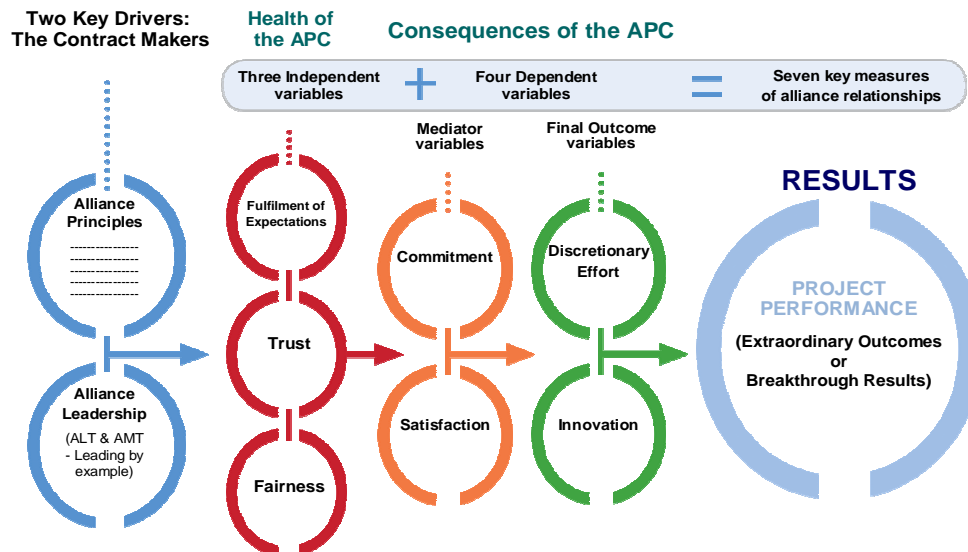 Two Key Drivers:
The Contract Makers
Health of
the APC
Consequences of the APC
Three Independent
variables
+
Four Dependent
variables
=
Seven key measures
of alliance relationships
Mediator
variables
Final Outcome
variables
Alliance
Principles
----------------
----------------
----------------
----------------
----------------
Alliance
Leadership
(ALT & AMT
- Leading by
example)
Fulfilment of
Expectations
Trust
Fairness
Commitment
Satisfaction
Discretionary
Effort
Innovation
RESULTS
PROJECT
PERFORMANCE
(Extraordinary Outcomes
or
Breakthrough Results)